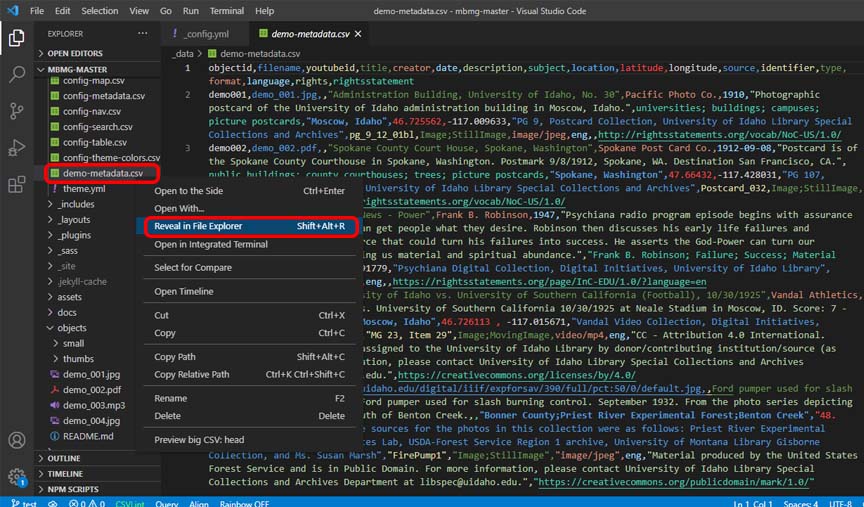 File Edit Selection View Go Run Terminal Help demo-metadata.csv - mbmg-master - Visual Studio Code
EXPLORER ···
! _config.yml
demo-metadata.csv ×
_data > demo-metadata.csv
> OPEN EDITORS
MBMG-MASTER
config-map.csv
config-metadata.csv
config-nav.csv
config-search.csv
config-table.csv
config-theme-colors.csv
demo-metadata.csv
! theme.yml
> _includes
> _layouts
> _plugins
> _sass
> _site
> .jekyll-cache
> assets
> docs
objects
> small
> thumbs
demo_001.jpg
demo_002.pdf
demo_003.mp3
demo_004.jpg
README.md
> OUTLINE
> TIMELINE
> NPM SCRIPTS
Open to the Side Ctrl+Enter
Open With...
Reveal in File Explorer Shift+Alt+R
Open in Integrated Terminal
Select for Compare
Open Timeline
Cut Ctrl+X
Copy Ctrl+C
Copy Path Shift+Alt+C
Copy Relative Path Ctrl+K Ctrl+Shift+C
Rename F2
Delete Delete
Preview big CSV: head
1 objectid,filename,youtubeid,title,creator,date,description,subject,location,latitude,longitude,source,identifier,type,
format,language,rights,rightsstatement
2 demo001,demo_001.jpg,,"Administration Building, University of Idaho, No. 30",Pacific Photo Co.,1910,"Photographic
postcard of the University of Idaho administration building in Moscow, Idaho.",universities; buildings; campuses;
picture postcards,"Moscow, Idaho",46.725562,-117.009633,"PG 9, Postcard Collection, University of Idaho Library Special
Collections and Archives",pg_9_12_01bl,Image;StillImage,image/jpeg,eng,,http://rightsstatements.org/vocab/NoC-US/1.0/
3 demo002,demo_002.pdf,,"Spokane County Court House, Spokane, Washington",Spokane Post Card Co.,1912-09-08,"Postcard is of
the Spokane County Courthouse in Spokane, Washington. Postmark 9/8/1912, Spokane, WA. Destination San Francisco, CA.",
public buildings; county courthouses; trees; picture postcards,"Spokane, Washington",47.66432,-117.428031,"PG 107,
University of Idaho Library Special Collections and Archives",Postcard_032,Image;StillImage,
rg/vocab/NoC-US/1.0/
News - Power",Frank B. Robinson,1947,"Psychiana radio program episode begins with assurance
can get people what they desire. Robinson then discusses his early life failures and
rce that could turn his failures into success. He asserts the God-Power can turn our
ing us material and spiritual abundance.","Frank B. Robinson; Failure; Success; Material
01779,"Psychiana Digital Collection, Digital Initiatives, University of Idaho Library",
eng,,https://rightsstatements.org/page/InC-EDU/1.0/?language=en
ity of Idaho vs. University of Southern California (Football), 10/30/1925",Vandal Athletics,
s. University of Southern California 10/30/1925 at Neale Stadium in Moscow, ID. Score: 7 -
Moscow, Idaho",46.726113 , -117.015671,"Vandal Video Collection, Digital Initiatives,
"MG 23, Item 29",Image;MovingImage,video/mp4,eng,"CC - Attribution 4.0 International.
assigned to the University of Idaho Library by donor/contributing institution/source (as
tion, please contact University of Idaho Library Special Collections and Archives
.edu.",https://creativecommons.org/licenses/by/4.0/
uidaho.edu/digital/iiif/expforsav/390/full/pct:50/0/default.jpg,,Ford pumper used for slash
Ford pumper used for slash burning control. September 1932. From the photo series depicting
uth of Benton Creek.,,"Bonner County;Priest River Experimental Forest;Benton Creek","48.
e sources for the photos in this collection were as follows: Priest River Experimental
ces Lab, USDA-Forest Service Region 1 archive, University of Montana Library Gisborne
Collection, and Ms. Susan Marsh","FirePump1","Image;StillImage","image/jpeg",eng,"Material produced by the United States
Forest Service and is in Public Domain. For more information, please contact University of Idaho Library Special
Collections and Archives Department at libspec@uidaho.edu.","https://creativecommons.org/publicdomain/mark/1.0/"
1
test 0 0 CSVLint Query Align Rainbow OFF Ln 1, Col 1 Spaces: 4 UTF-8